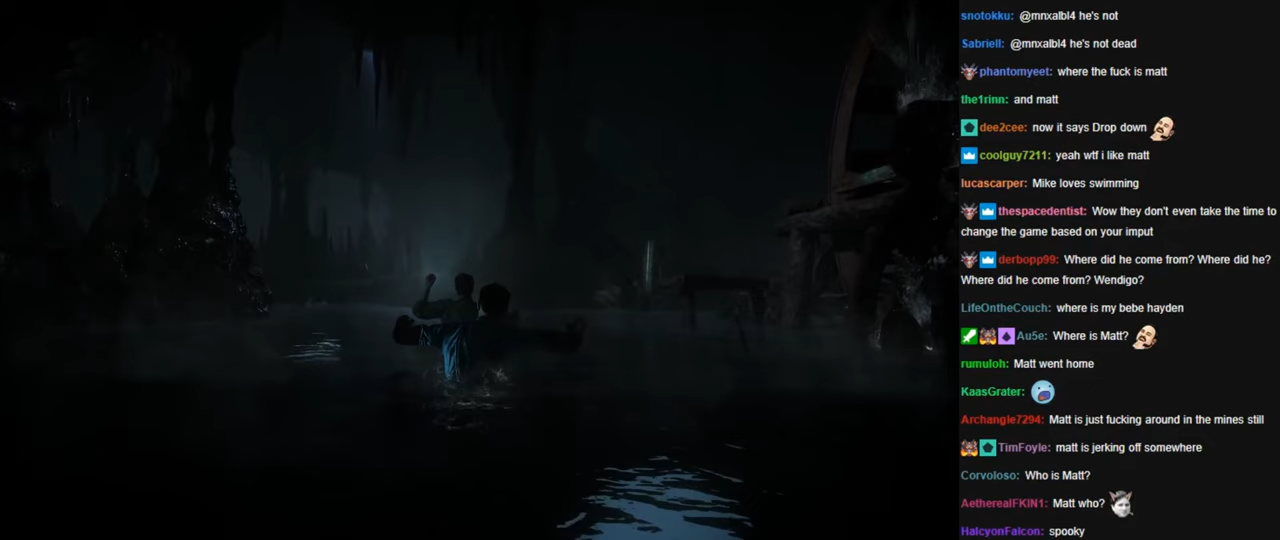 snotokku: @mnxalbl4 he's not
Sabriell: @mnxalbl4 he's not dead
phantomyeet: where the fuck is matt
the1rinn: and matt
dee2cee: now it says Drop down
coolguy7211: yeah wtf i like matt
lucascarper: Mike loves swimming
thespacedentist: Wow they don't even take the time to
change the game based on your imput
derbopp99: Where did he come from? Where did he?
Where did he come from? Wendigo?
LifeOntheCouch: where is my bebe hayden
Au5e: Where is Matt?
rumuloh: Matt went home
KaasGrater:
Archangle7294: Matt is just fucking around in the mines still
TimFoyle: matt is jerking off somewhere
Corvoloso: Who is Matt?
AetherealFKIN1: Matt who?
HalcyonFalcon: spooky